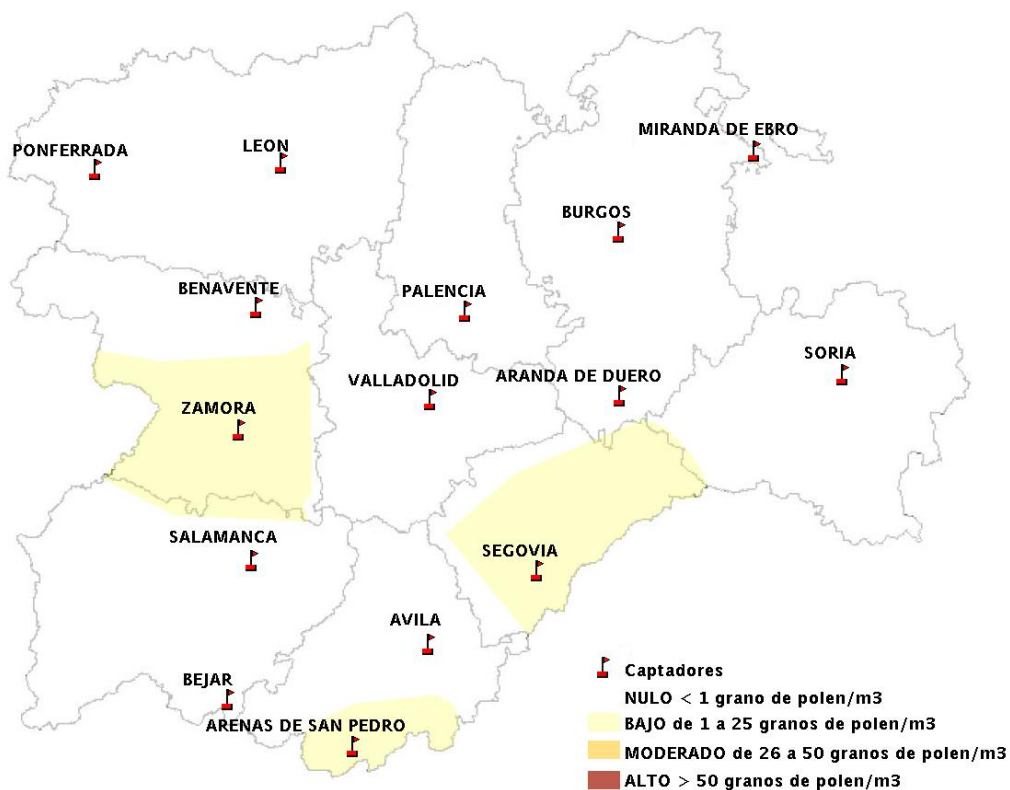 MIRANDA DE EBRO
PONFERRADA
LEON
BURGOS
BENAVENTE
PALENCIA
SORIA
VALLADOLID
ARANDA DE DUERO
ZAMORA
SALAMANCA
SEGOVIA
AVILA
BEJAR
ARENAS DE SAN PEDRO
Captadores
NULO < 1 grano de polen/m3
BAJO de 1 a 25 granos de polen/m3
MODERADO de 26 a 50 granos de polen/m3
ALTO > 50 granos de polen/m3